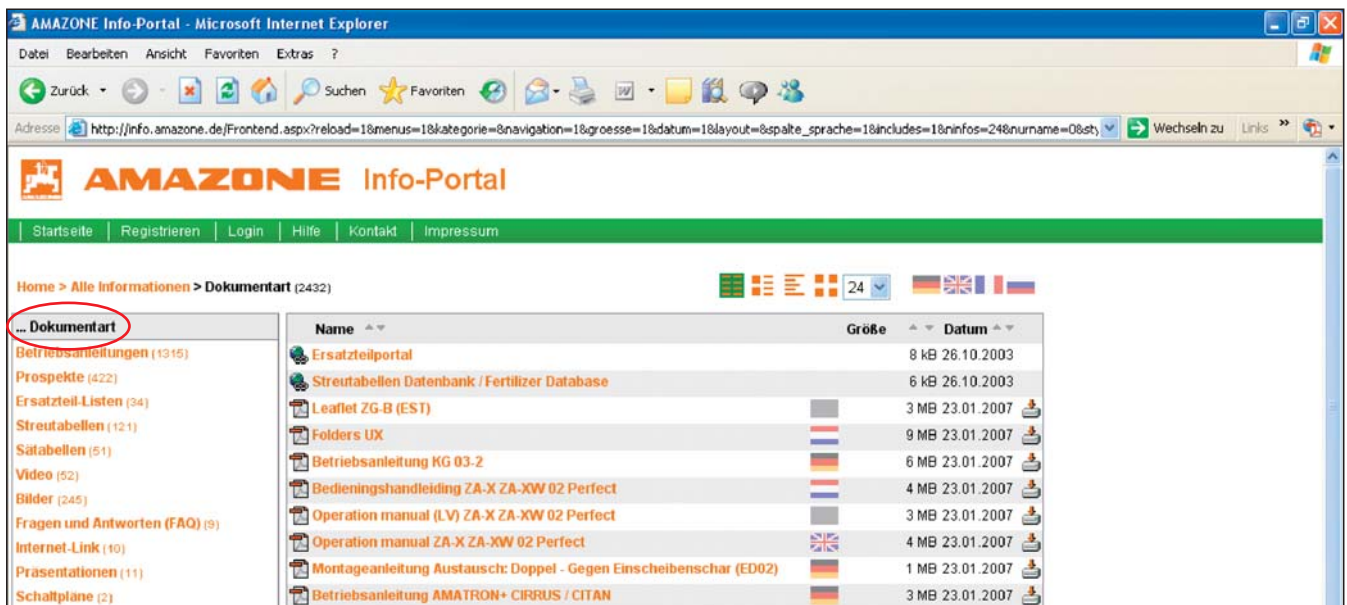 AMAZONE Info-Portal - Microsoft Internet Explorer
Datei Bearbeiten Ansicht Favoriten Extras ?
Zurück Suchen Favoriten
Adresse http://info.amazone.de/Frontend.aspx?reload=1&menus=1&kategorie=&navigation=1&groesse=1&datum=1&layout=&spalte_sprache=1&includes=1&ninfos=24&nurname=0&sty Wechseln zu Links »
AMAZONE Info-Portal
Startseite | Registrieren | Login | Hilfe | Kontakt | Impressum
Home > Alle Informationen > Dokumentart (2432)
24
... Dokumentart
Betriebsanleitungen (1315)
Prospekte (422)
Ersatzteil-Listen (34)
Streutabellen (121)
Sätabellen (51)
Video (52)
Bilder (245)
Fragen und Antworten (FAQ) (9)
Internet-Link (10)
Präsentationen (11)
Schaltpläne (2)
Name Größe Datum
Ersatzteilportal 8 kB 26.10.2003
Streutabellen Datenbank / Fertilizer Database 6 kB 26.10.2003
Leaflet ZG-B (EST) 3 MB 23.01.2007
Folders UX 9 MB 23.01.2007
Betriebsanleitung KG 03-2 6 MB 23.01.2007
Bedieningshandleiding ZA-X ZA-XW 02 Perfect 4 MB 23.01.2007
Operation manual (LV) ZA-X ZA-XW 02 Perfect 3 MB 23.01.2007
Operation manual ZA-X ZA-XW 02 Perfect 4 MB 23.01.2007
Montageanleitung Austausch: Doppel - Gegen Einscheibenschar (ED02) 1 MB 23.01.2007
Betriebsanleitung AMATRON+ CIRRUS / CITAN 3 MB 23.01.2007